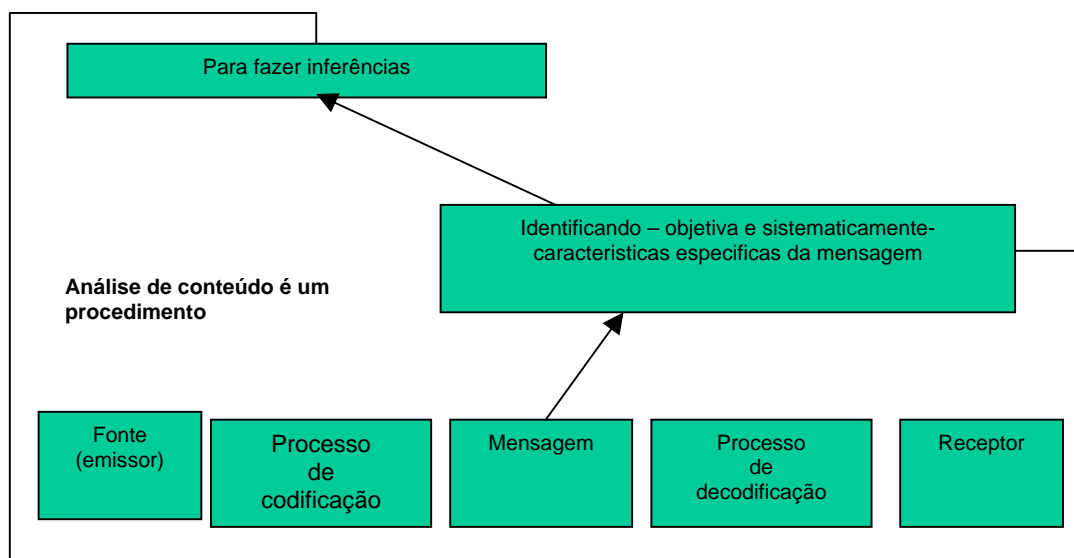 Para fazer inferências
Identificando – objetiva e sistematicamente-
caracteristicas especificas da mensagem
Análise de conteúdo é um
procedimento
Fonte
(emissor)
Processo
de
codificação
Mensagem
Processo
de
decodificação
Receptor